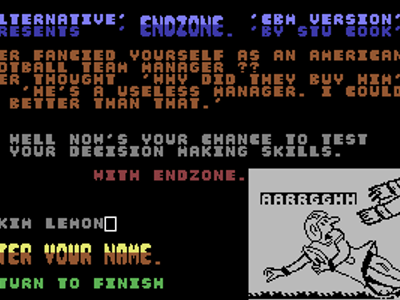 LTERNATIVE' ENDZONE. 'CBM VERSION'
RESENTS ' 'BY STU COOK'
ER FANCIED YOURSELF AS AN AMERICAN
OTBALL TEAM MANAGER ??
ER THOUGHT 'WHY DID THEY BUY HIM'
'HE'S A USELESS MANAGER. I COULD
BETTER THAN THAT.'
HELL NOW'S YOUR CHANCE TO TEST
YOUR DECISION MAKING SKILLS.
WITH ENDZONE.
AARRGGHH
KIM LEMON
TER YOUR NAME.
TURN TO FINISH